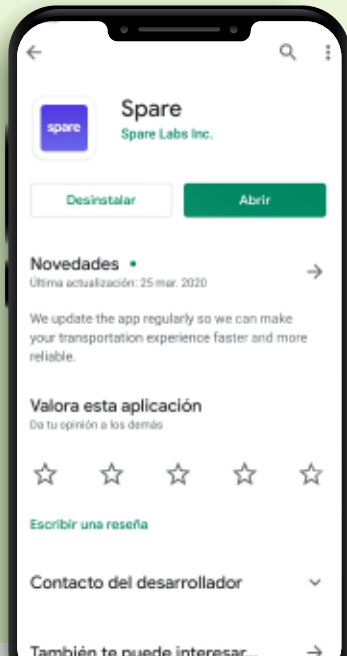 Spare
spare
Spare Labs Inc.
Desinstalar
Abrir
Novedades
Última actualización: 25 mar. 2020
We update the app regularly so we can make
your transportation experience faster and more
reliable.
Valora esta aplicación
Da tu opinión a los demás
Escribir una reseña
Contacto del desarrollador
También te puede interesar...